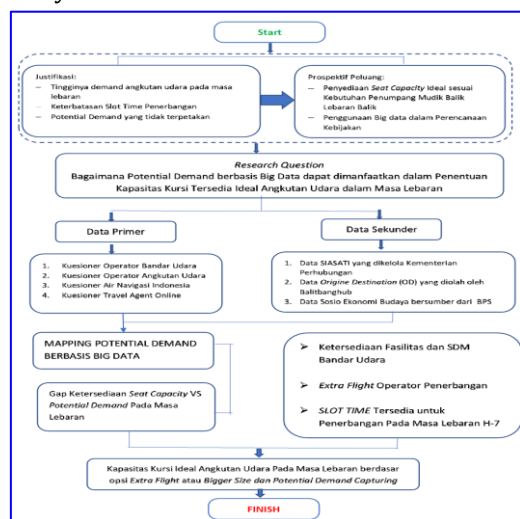 Start
Justifikasi:
– Tingginya demand angkutan udara pada masa
lebaran
– Keterbatasan Slot Time Penerbangan
– Potential Demand yang tidak terpetakan
Prospektif Peluang:
– Penyediaan Seat Capacity Ideal sesuai
Kebutuhan Penumpang Mudik Balik
Lebaran Balik
– Penggunaan Big data dalam Perencanaan
Kebijakan
Research Question
Bagaimana Potential Demand berbasis Big Data dapat dimanfaatkan dalam Penentuan
Kapasitas Kursi Tersedia Ideal Angkutan Udara dalam Masa Lebaran
Data Primer
Data Sekunder
1. Kuesioner Operator Bandar Udara
2. Kuesioner Operator Angkutan Udara
3. Kuesioner Air Navigasi Indonesia
4. Kuesioner Travel Agent Online
1. Data SIASATI yang dikelola Kementerian
Perhubungan
2. Data Origine Destination (OD) yang diolah oleh
Balitbanghub
3. Data Sosio Ekonomi Budaya bersumber dari BPS
MAPPING POTENTIAL DEMAND
BERBASIS BIG DATA
Gap Ketersediaan Seat Capacity VS
Potential Demand Pada Masa
Lebaran
➢ Ketersediaan Fasilitas dan SDM
Bandar Udara
➢ Extra Flight Operator Penerbangan
➢ SLOT TIME Tersedia untuk
Penerbangan Pada Masa Lebaran H-7
Kapasitas Kursi Ideal Angkutan Udara Pada Masa Lebaran berdasar
opsi Extra Flight atau Bigger Size dan Potential Demand Capturing
FINISH